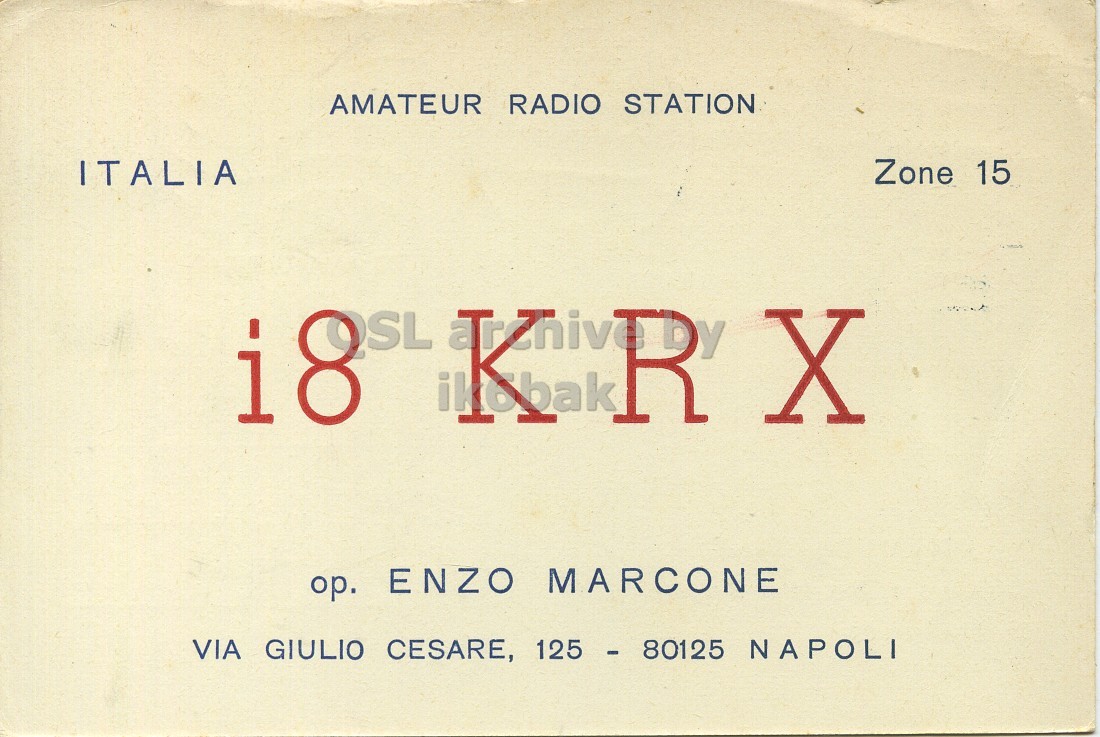 AMATEUR RADIO STATION
ITALIA Zone 15
i8 KRX
QSL archive by
ik6bak
op. ENZO MARCONE
VIA GIULIO CESARE, 125 - 80125 NAPOLI